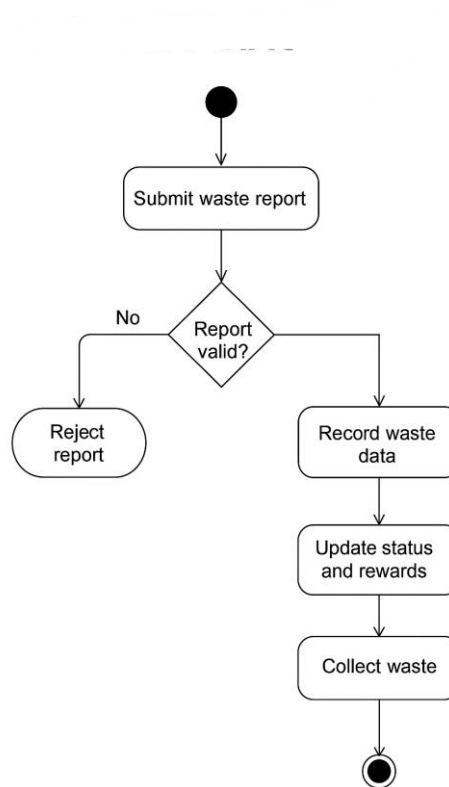 Submit waste report
Report
valid?
No
Reject
report
Record waste
data
Update status
and rewards
Collect waste